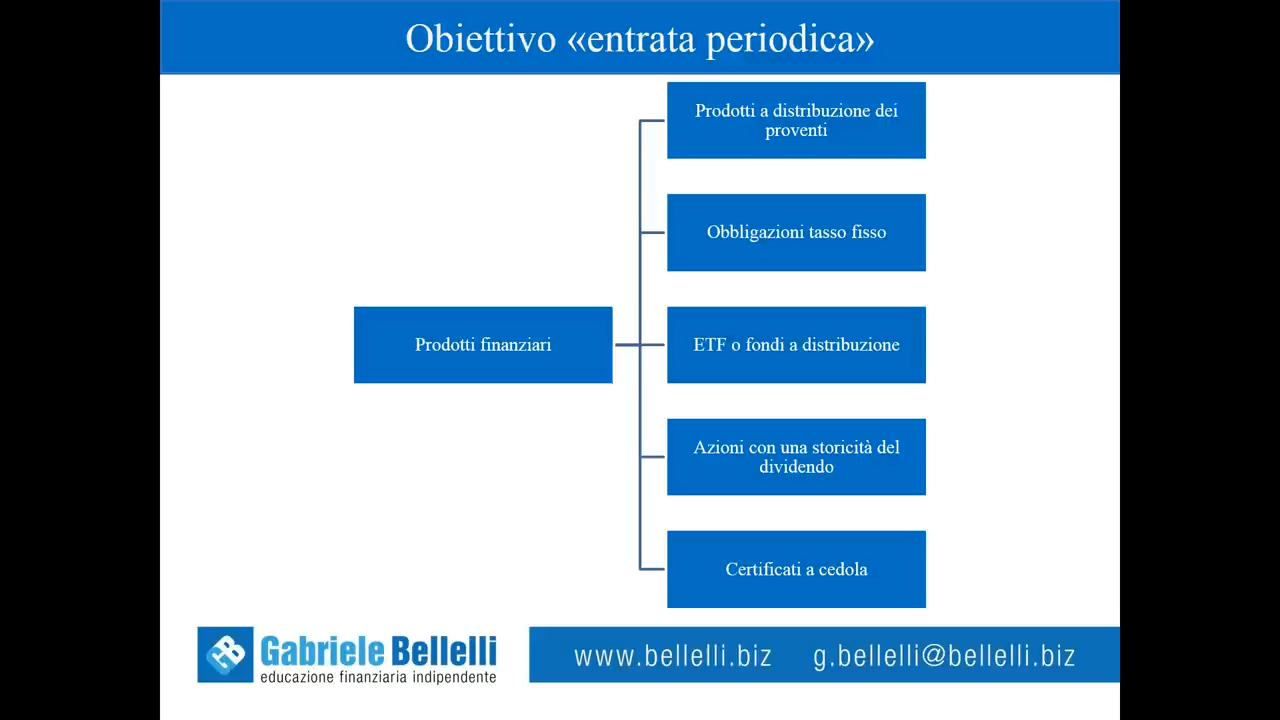 Obiettivo «entrata periodica»
Prodotti a distribuzione dei
proventi
Obbligazioni tasso fisso
Prodotti finanziari
ETF o fondi a distribuzione
Azioni con una storicità del
dividendo
Certificati a cedola
GB
Gabriele Bellelli
educazione finanziaria indipendente
www.bellelli.biz g.bellelli@bellelli.biz